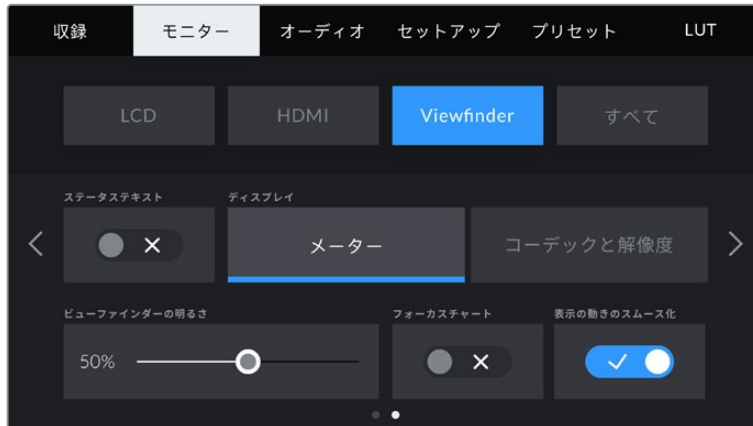 収録 モニター オーディオ セットアップ プリセット LUT
LCD HDMI Viewfinder すべて
ステータステキスト ディスプレイ
メーター コーデックと解像度
ビューファインダーの明るさ フォーカスチャート 表示の動きのスムース化
50%